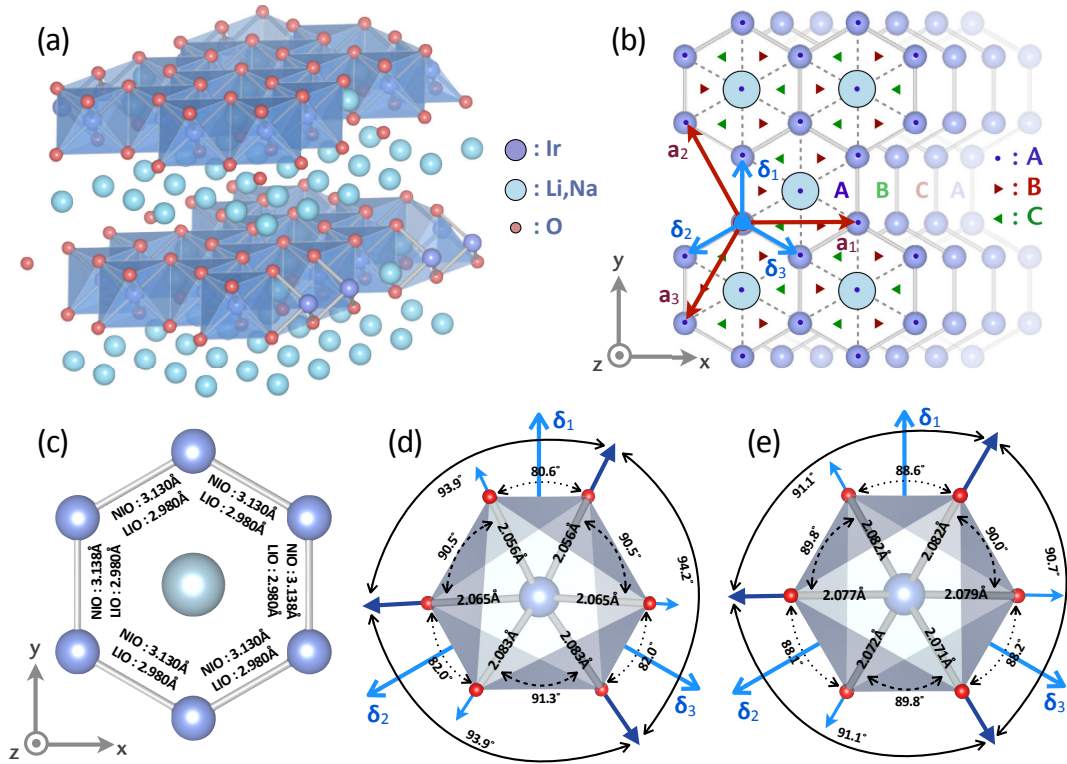 (a)
: Ir
: Li,Na
: O
(b)
a₂
δ₁
δ₂
δ₃
a₁
a₃
A
B
C
A
: A
: B
: C
y
z
x
(c)
NIO : 3.130Å
LIO : 2.980Å
NIO : 3.130Å
LIO : 2.980Å
NIO : 3.138Å
LIO : 2.980Å
NIO : 3.138Å
LIO : 2.980Å
NIO : 3.130Å
LIO : 2.980Å
NIO : 3.130Å
LIO : 2.980Å
y
z
x
(d)
δ₁
80.6°
93.9°
90.5°
2.056Å
2.056Å
90.5°
94.2°
2.065Å
2.065Å
82.0°
2.083Å
2.083Å
82.0°
91.3°
δ₂
δ₃
93.9°
(e)
δ₁
88.6°
91.1°
89.8°
2.082Å
2.082Å
90.0°
90.7°
2.077Å
2.079Å
88.1°
2.072Å
2.071Å
88.2°
89.8°
δ₂
δ₃
91.1°